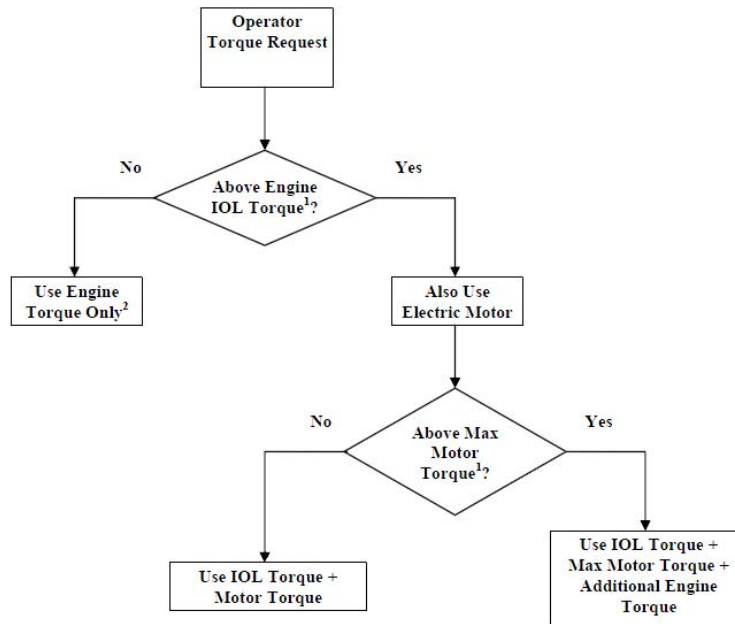 Operator
Torque Request
No
Yes
Above Engine
IOL Torque¹?
Use Engine
Torque Only²
Also Use
Electric Motor
No
Yes
Above Max
Motor
Torque¹?
Use IOL Torque +
Motor Torque
Use IOL Torque +
Max Motor Torque +
Additional Engine
Torque